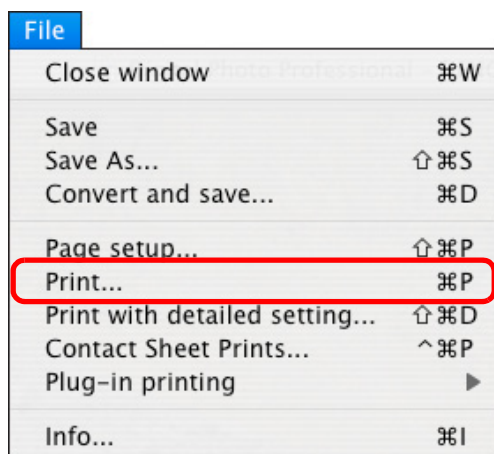 File
Close window ⌘W
Save ⌘S
Save As... ⇧⌘S
Convert and save... ⌘D
Page setup... ⇧⌘P
Print... ⌘P
Print with detailed setting... ⇧⌘D
Contact Sheet Prints... ^⌘P
Plug-in printing
Info... ⌘I